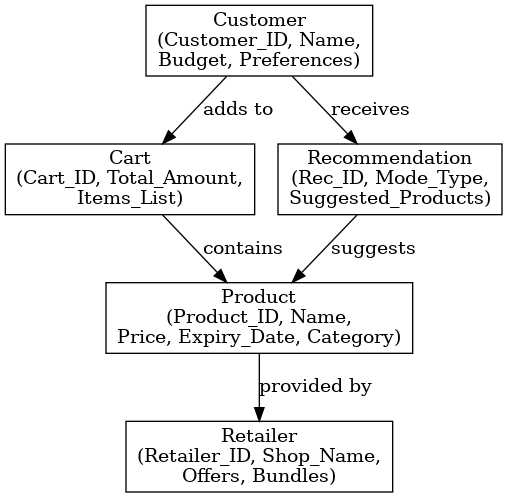 Customer
(Customer_ID, Name,
Budget, Preferences)
adds to
receives
Cart
(Cart_ID, Total_Amount,
Items_List)
Recommendation
(Rec_ID, Mode_Type,
Suggested_Products)
contains
suggests
Product
(Product_ID, Name,
Price, Expiry_Date, Category)
provided by
Retailer
(Retailer_ID, Shop_Name,
Offers, Bundles)